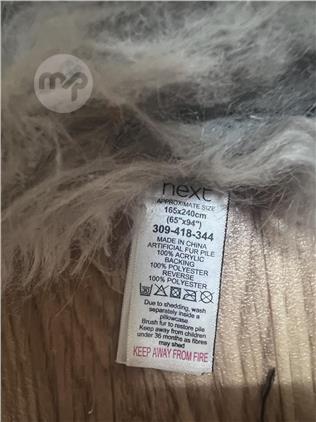 mp
next
APPROXIMATE SIZE
165x240cm
(65"x94")
309-418-344
MADE IN CHINA
ARTIFICIAL FUR PILE
100% ACRYLIC
BACKING
100% POLYESTER
REVERSE
100% POLYESTER
Due to shedding, wash
separately inside a
pillowcase.
Brush fur to restore pile
Keep away from children
under 36 months as fibres
may shed
KEEP AWAY FROM FIRE